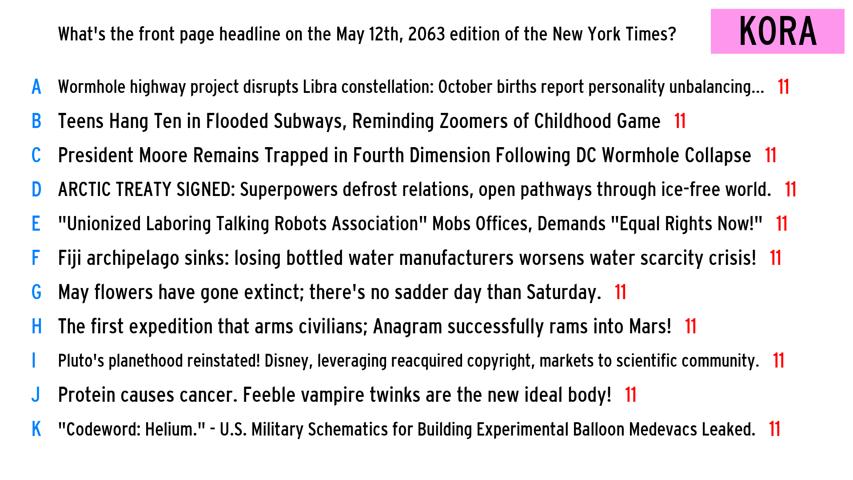 What's the front page headline on the May 12th, 2063 edition of the New York Times?
KORA
A Wormhole highway project disrupts Libra constellation: October births report personality unbalancing... 11
B Teens Hang Ten in Flooded Subways, Reminding Zoomers of Childhood Game 11
C President Moore Remains Trapped in Fourth Dimension Following DC Wormhole Collapse 11
D ARCTIC TREATY SIGNED: Superpowers defrost relations, open pathways through ice-free world. 11
E "Unionized Laboring Talking Robots Association" Mobs Offices, Demands "Equal Rights Now!" 11
F Fiji archipelago sinks: losing bottled water manufacturers worsens water scarcity crisis! 11
G May flowers have gone extinct; there's no sadder day than Saturday. 11
H The first expedition that arms civilians; Anagram successfully rams into Mars! 11
I Pluto's planethood reinstated! Disney, leveraging reacquired copyright, markets to scientific community. 11
J Protein causes cancer. Feeble vampire twinks are the new ideal body! 11
K "Codeword: Helium." - U.S. Military Schematics for Building Experimental Balloon Medevacs Leaked. 11